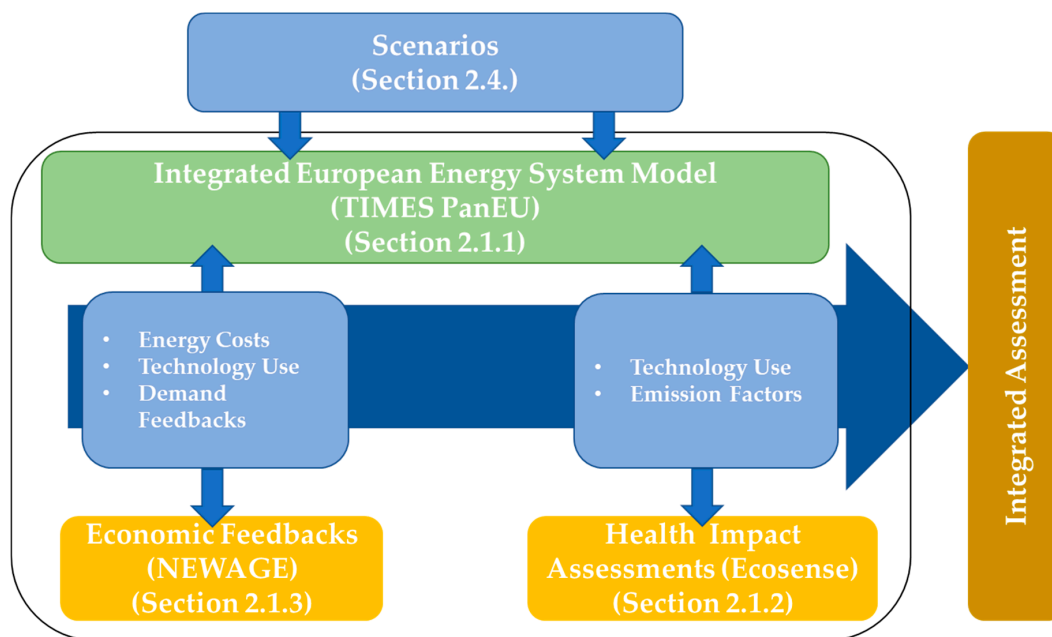 Scenarios
(Section 2.4.)
Integrated European Energy System Model
(TIMES PanEU)
(Section 2.1.1)
• Energy Costs
• Technology Use
• Demand
Feedbacks
• Technology Use
• Emission Factors
Economic Feedbacks
(NEWAGE)
(Section 2.1.3)
Health Impact
Assessments (Ecosense)
(Section 2.1.2)
Integrated Assessment